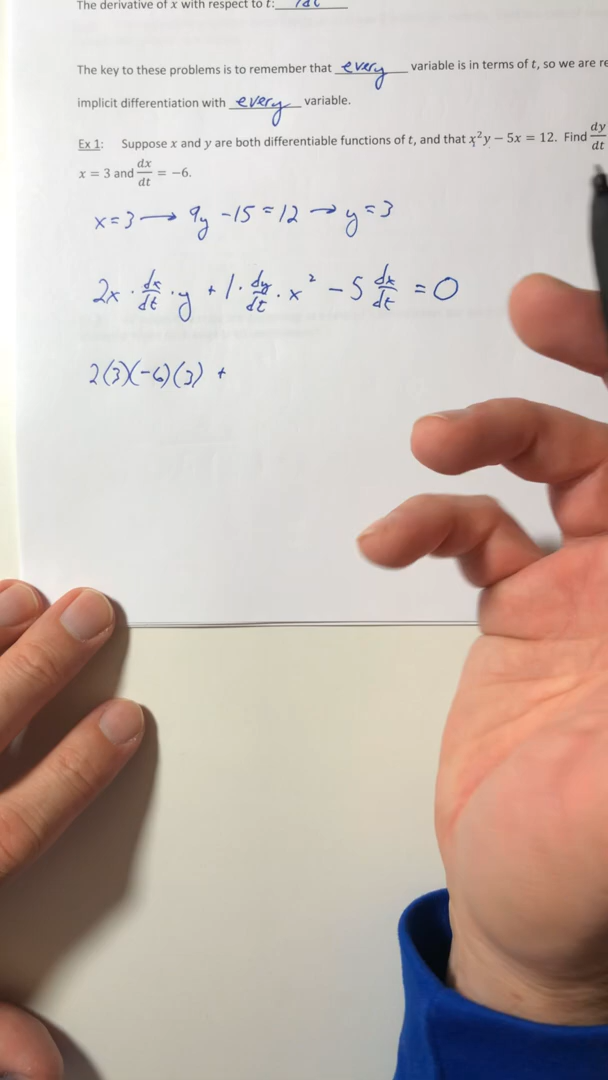 The derivative of x with respect to t:
The key to these problems is to remember that every variable is in terms of t, so we are
implicit differentiation with every variable.
Ex 1: Suppose x and y are both differentiable functions of t, and that x²y − 5x = 12. Find dy/dt
x = 3 and dx/dt = −6.
x=3 → 9y -15 = 12 → y=3
2x · dx/dt · y + 1 · dy/dt · x² - 5 dx/dt = 0
2(3)(-6)(3) +